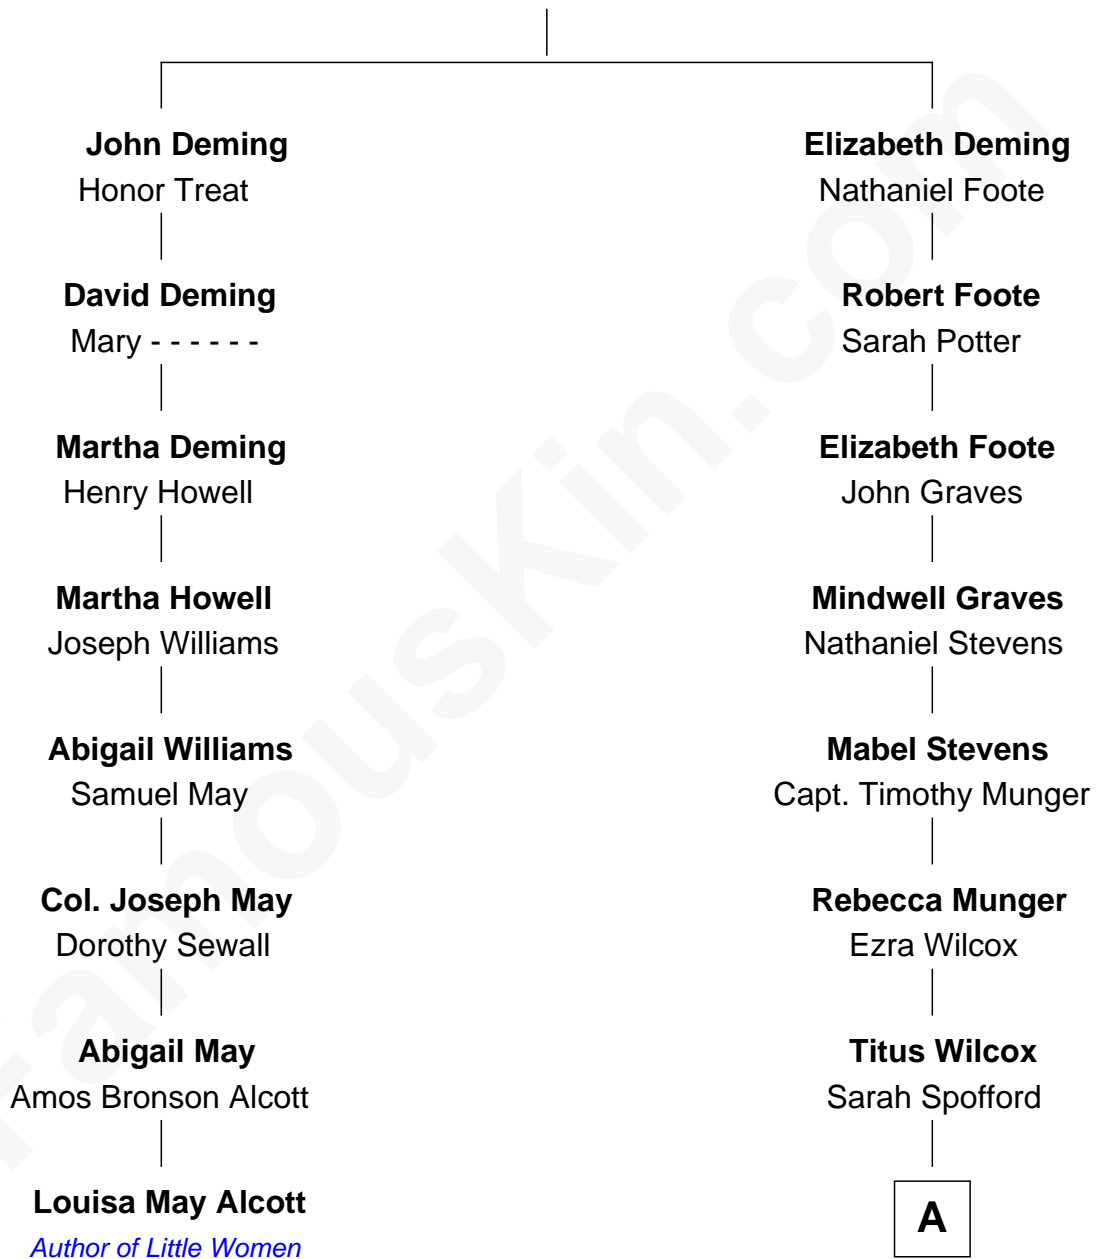 John Deming
Honor Treat
David Deming
Mary - - - - - -
Martha Deming
Henry Howell
Martha Howell
Joseph Williams
Abigail Williams
Samuel May
Col. Joseph May
Dorothy Sewall
Abigail May
Amos Bronson Alcott
Louisa May Alcott
Author of Little Women
Elizabeth Deming
Nathaniel Foote
Robert Foote
Sarah Potter
Elizabeth Foote
John Graves
Mindwell Graves
Nathaniel Stevens
Mabel Stevens
Capt. Timothy Munger
Rebecca Munger
Ezra Wilcox
Titus Wilcox
Sarah Spofford
A
FamousKin.com